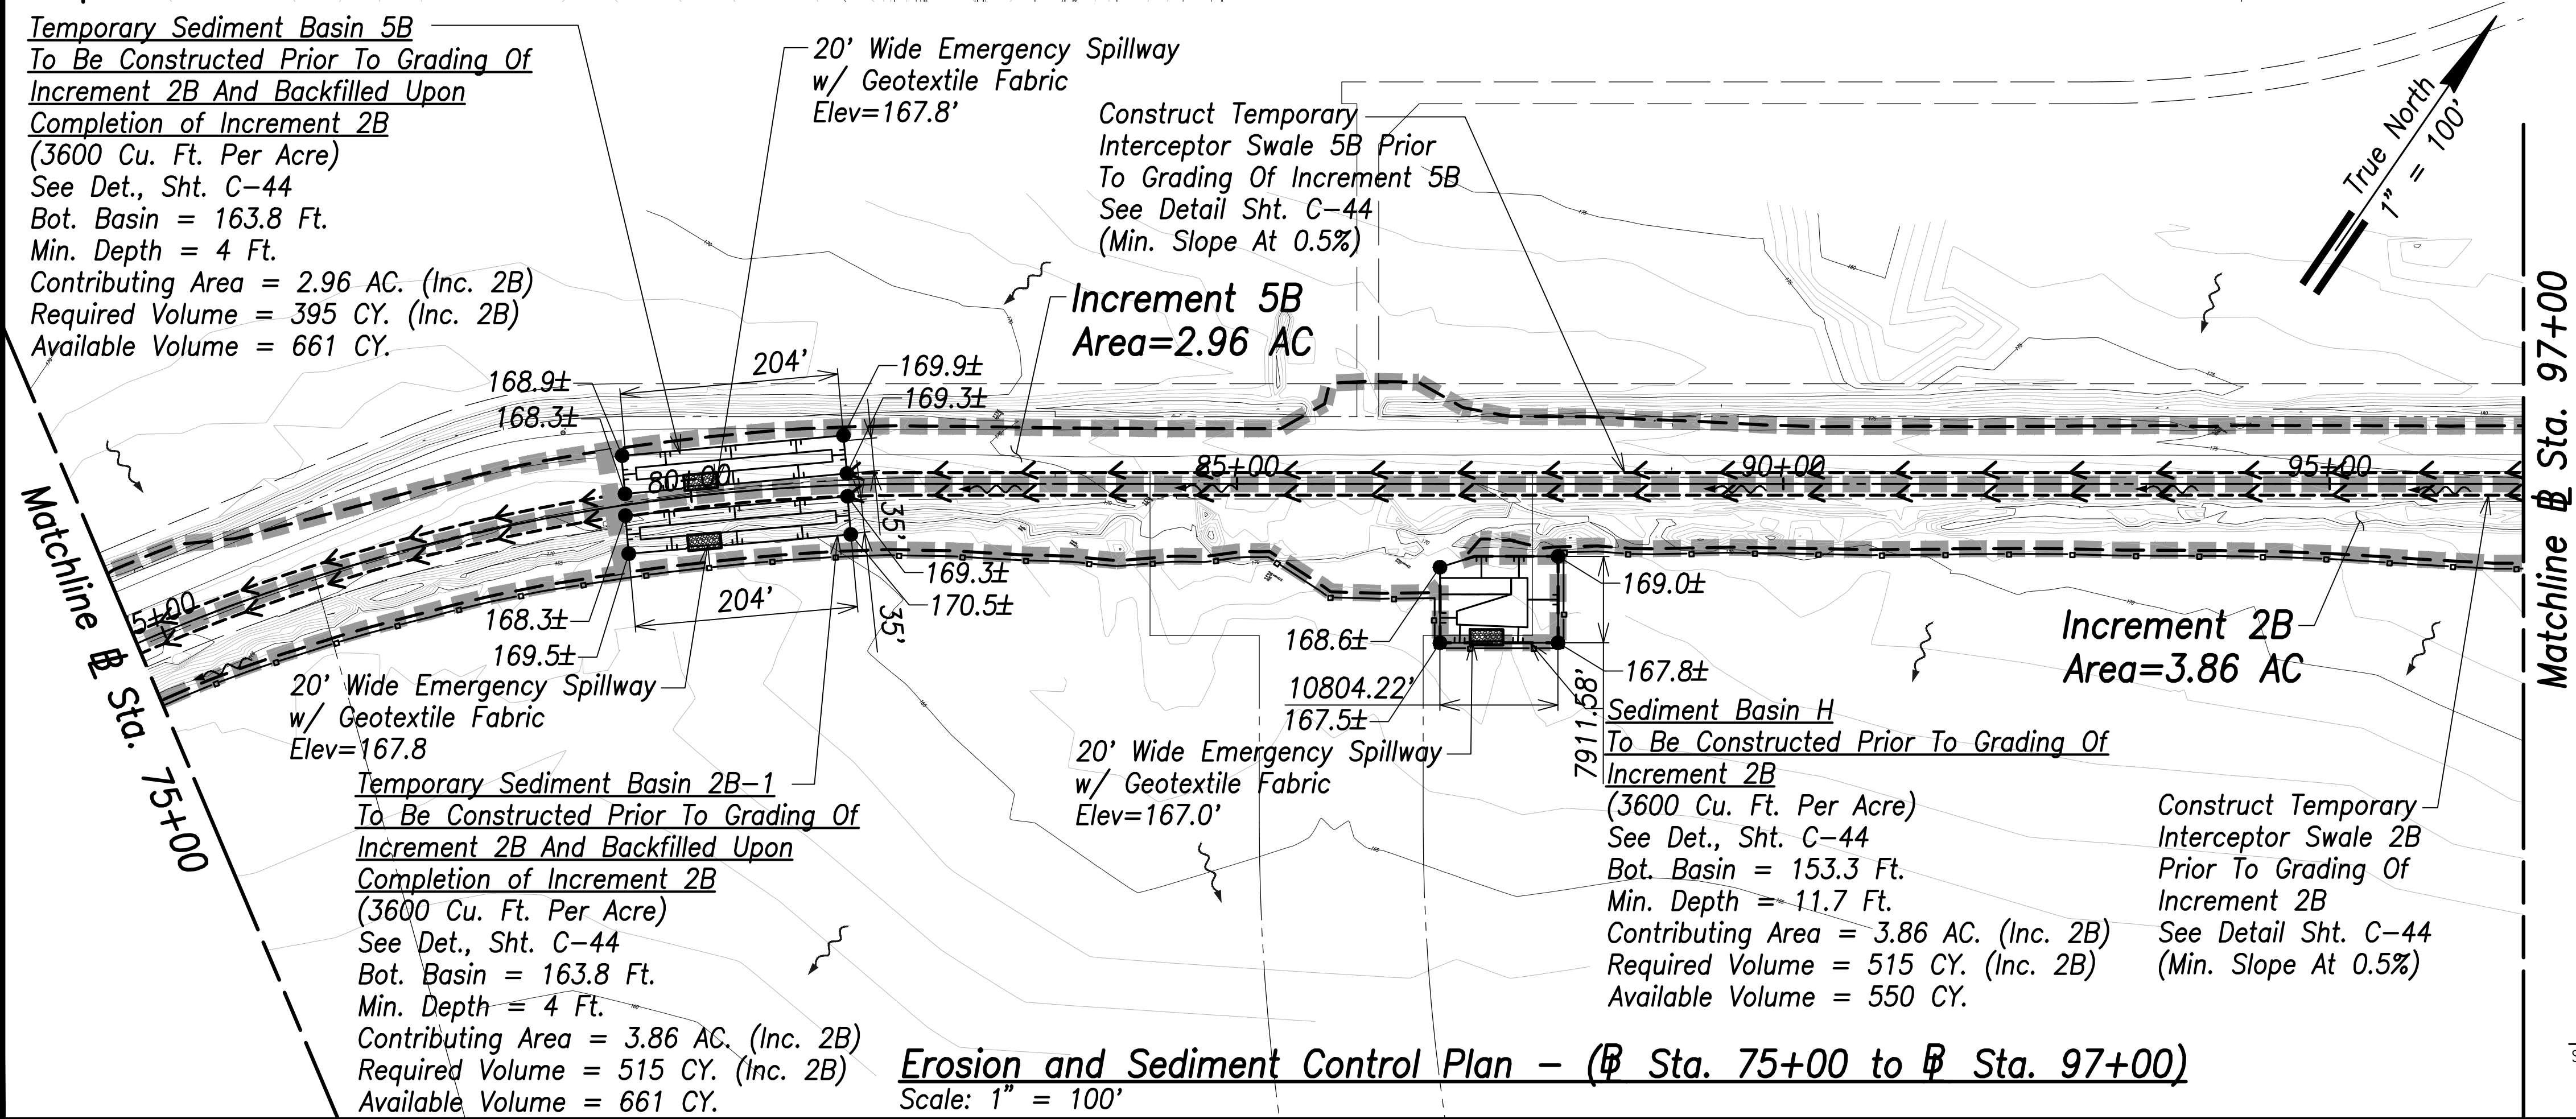 Temporary Sediment Basin 5B
To Be Constructed Prior To Grading Of
Increment 2B And Backfilled Upon
Completion of Increment 2B
(3600 Cu. Ft. Per Acre)
See Det., Sht. C-44
Bot. Basin = 163.8 Ft.
Min. Depth = 4 Ft.
Contributing Area = 2.96 AC. (Inc. 2B)
Required Volume = 395 CY. (Inc. 2B)
Available Volume = 661 CY.
20' Wide Emergency Spillway
w/ Geotextile Fabric
Elev=167.8'
Construct Temporary
Interceptor Swale 5B Prior
To Grading Of Increment 5B
See Detail Sht. C-44
(Min. Slope At 0.5%)
True North
1" = 100'
Increment 5B
Area=2.96 AC
204'
168.9±
168.3±
169.9±
169.3±
80+00
85+00
90+00
95+00
35'
169.3±
170.5±
35'
204'
168.3±
169.5±
5+00
Matchline B Sta. 75+00
Matchline B Sta. 97+00
20' Wide Emergency Spillway
w/ Geotextile Fabric
Elev=167.8
169.0±
168.6±
167.8±
10804.22'
167.5±
7911.58'
20' Wide Emergency Spillway
w/ Geotextile Fabric
Elev=167.0'
Increment 2B
Area=3.86 AC
Temporary Sediment Basin 2B-1
To Be Constructed Prior To Grading Of
Increment 2B And Backfilled Upon
Completion of Increment 2B
(3600 Cu. Ft. Per Acre)
See Det., Sht. C-44
Bot. Basin = 163.8 Ft.
Min. Depth = 4 Ft.
Contributing Area = 3.86 AC. (Inc. 2B)
Required Volume = 515 CY. (Inc. 2B)
Available Volume = 661 CY.
Sediment Basin H
To Be Constructed Prior To Grading Of
Increment 2B
(3600 Cu. Ft. Per Acre)
See Det., Sht. C-44
Bot. Basin = 153.3 Ft.
Min. Depth = 11.7 Ft.
Contributing Area = 3.86 AC. (Inc. 2B)
Required Volume = 515 CY. (Inc. 2B)
Available Volume = 550 CY.
Construct Temporary
Interceptor Swale 2B
Prior To Grading Of
Increment 2B
See Detail Sht. C-44
(Min. Slope At 0.5%)
Erosion and Sediment Control Plan - (B Sta. 75+00 to B Sta. 97+00)
Scale: 1" = 100'